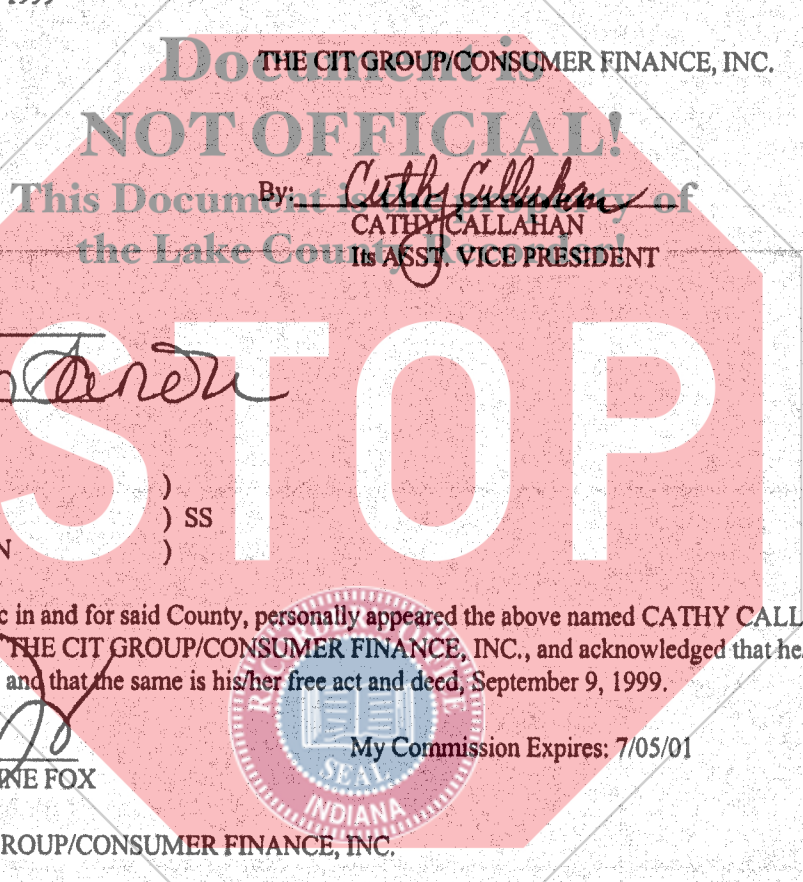 1999
Document is
THE CIT GROUP/CONSUMER FINANCE, INC.
NOT OFFICIAL!
This Document is the property of
By: Cathy Callahan
CATHY CALLAHAN
the Lake County Recorder!
Its ASST. VICE PRESIDENT
STOP
)
) SS
N )
c in and for said County, personally appeared the above named CATHY CALL
THE CIT GROUP/CONSUMER FINANCE, INC., and acknowledged that he
and that the same is his/her free act and deed, September 9, 1999.
My Commission Expires: 7/05/01
NE FOX
SEAL
INDIANA
ROUP/CONSUMER FINANCE, INC.